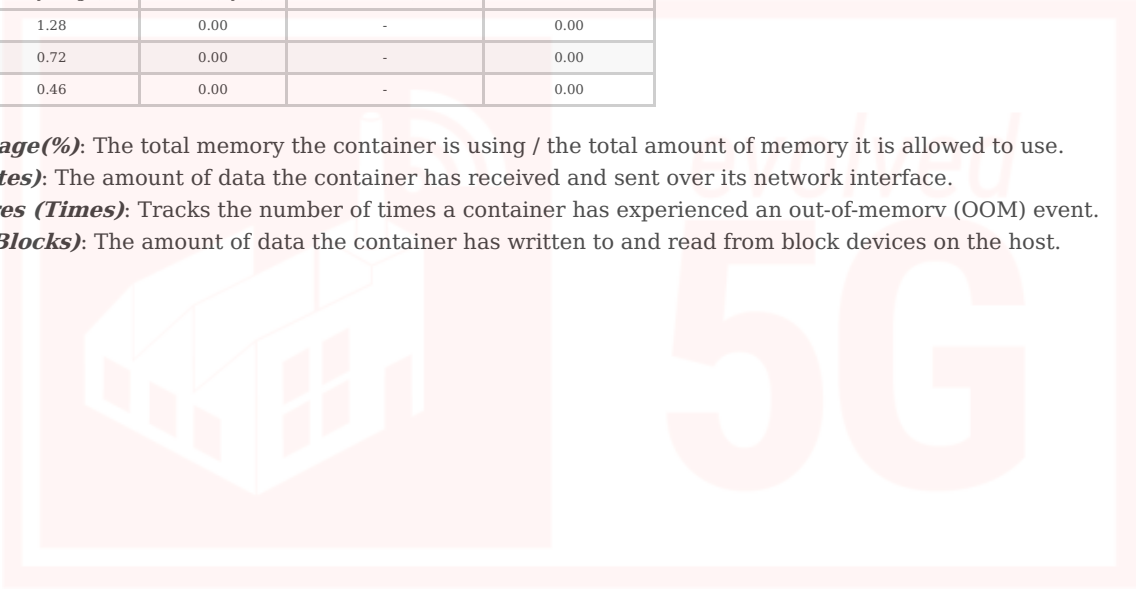 1.28 0.00 - 0.00
0.72 0.00 - 0.00
0.46 0.00 - 0.00
age(%): The total memory the container is using / the total amount of memory it is allowed to use.
tes): The amount of data the container has received and sent over its network interface.
res (Times): Tracks the number of times a container has experienced an out-of-memory (OOM) event.
Blocks): The amount of data the container has written to and read from block devices on the host.
evolved
5G